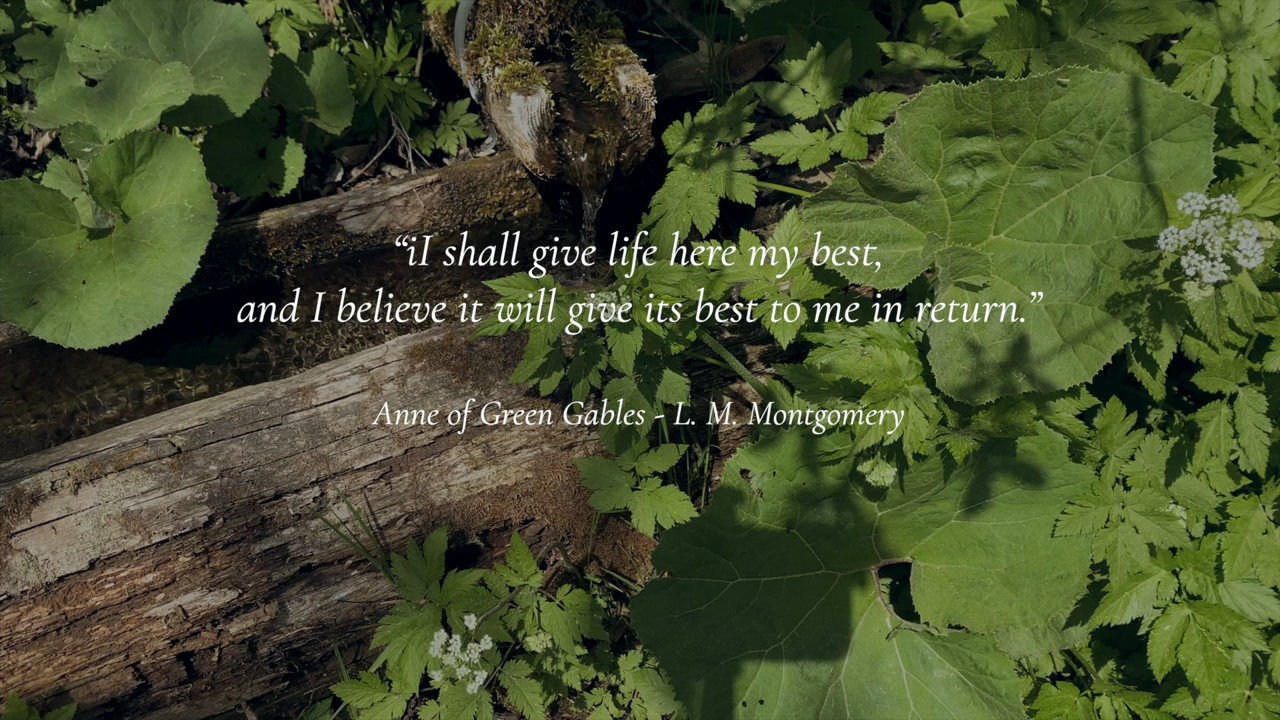 “iI shall give life here my best,
and I believe it will give its best to me in return.”
Anne of Green Gables - L. M. Montgomery